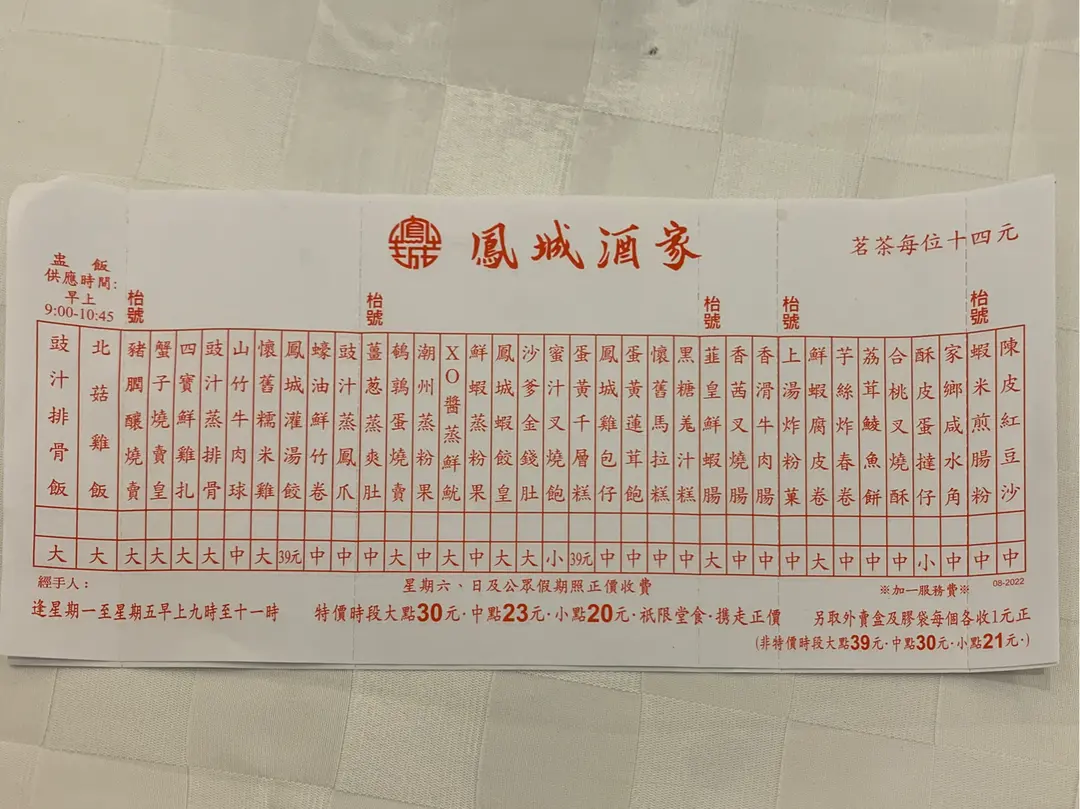 鳳城
鳳城酒家
茗茶每位十四元
盅飯
供應時間:
早上
9:00-10:45
枱號
枱號
枱號
枱號
枱號
豉汁排骨飯
北菇雞飯
豬膶釀燒賣
蟹子燒賣皇
四寶鮮雞扎
豉汁蒸排骨
山竹牛肉球
懷舊糯米雞
鳳城灌湯餃
蠔油鮮竹卷
豉汁蒸鳳爪
薑葱蒸爽肚
鵪鶉蛋燒賣
潮州蒸粉果
XO醬蒸鮮魷
鮮蝦蒸粉果
鳳城蝦餃皇
沙爹金錢肚
蜜汁叉飽
蛋黃千層糕
鳳城雞包仔
蛋黃蓮茸飽
懷舊馬拉糕
黑糖羗汁糕
韮皇鮮蝦腸
香茜叉燒腸
香滑牛肉腸
上湯炸粉菓
鮮蝦腐皮卷
芋絲炸春卷
荔茸鯪魚餅
合桃叉燒酥
酥皮蛋撻仔
家鄉咸水角
蝦米煎腸粉
陳皮紅豆沙
大 大 大 大 大 大 中 大 39元 中 中 中 大 中 大 中 大 大 小 39元 中 中 中 中 大 中 中 中 大 中 中 中 小 中 中 中
經手人: 星期六、日及公眾假期照正價收費 ※加一服務費※ 08-2022
逢星期一至星期五早上九時至十一時 特價時段大點30元·中點23元·小點20元·祇限堂食·携走正價 另取外賣盒及膠袋每個各收1元正
(非特價時段大點39元·中點30元·小點21元·)